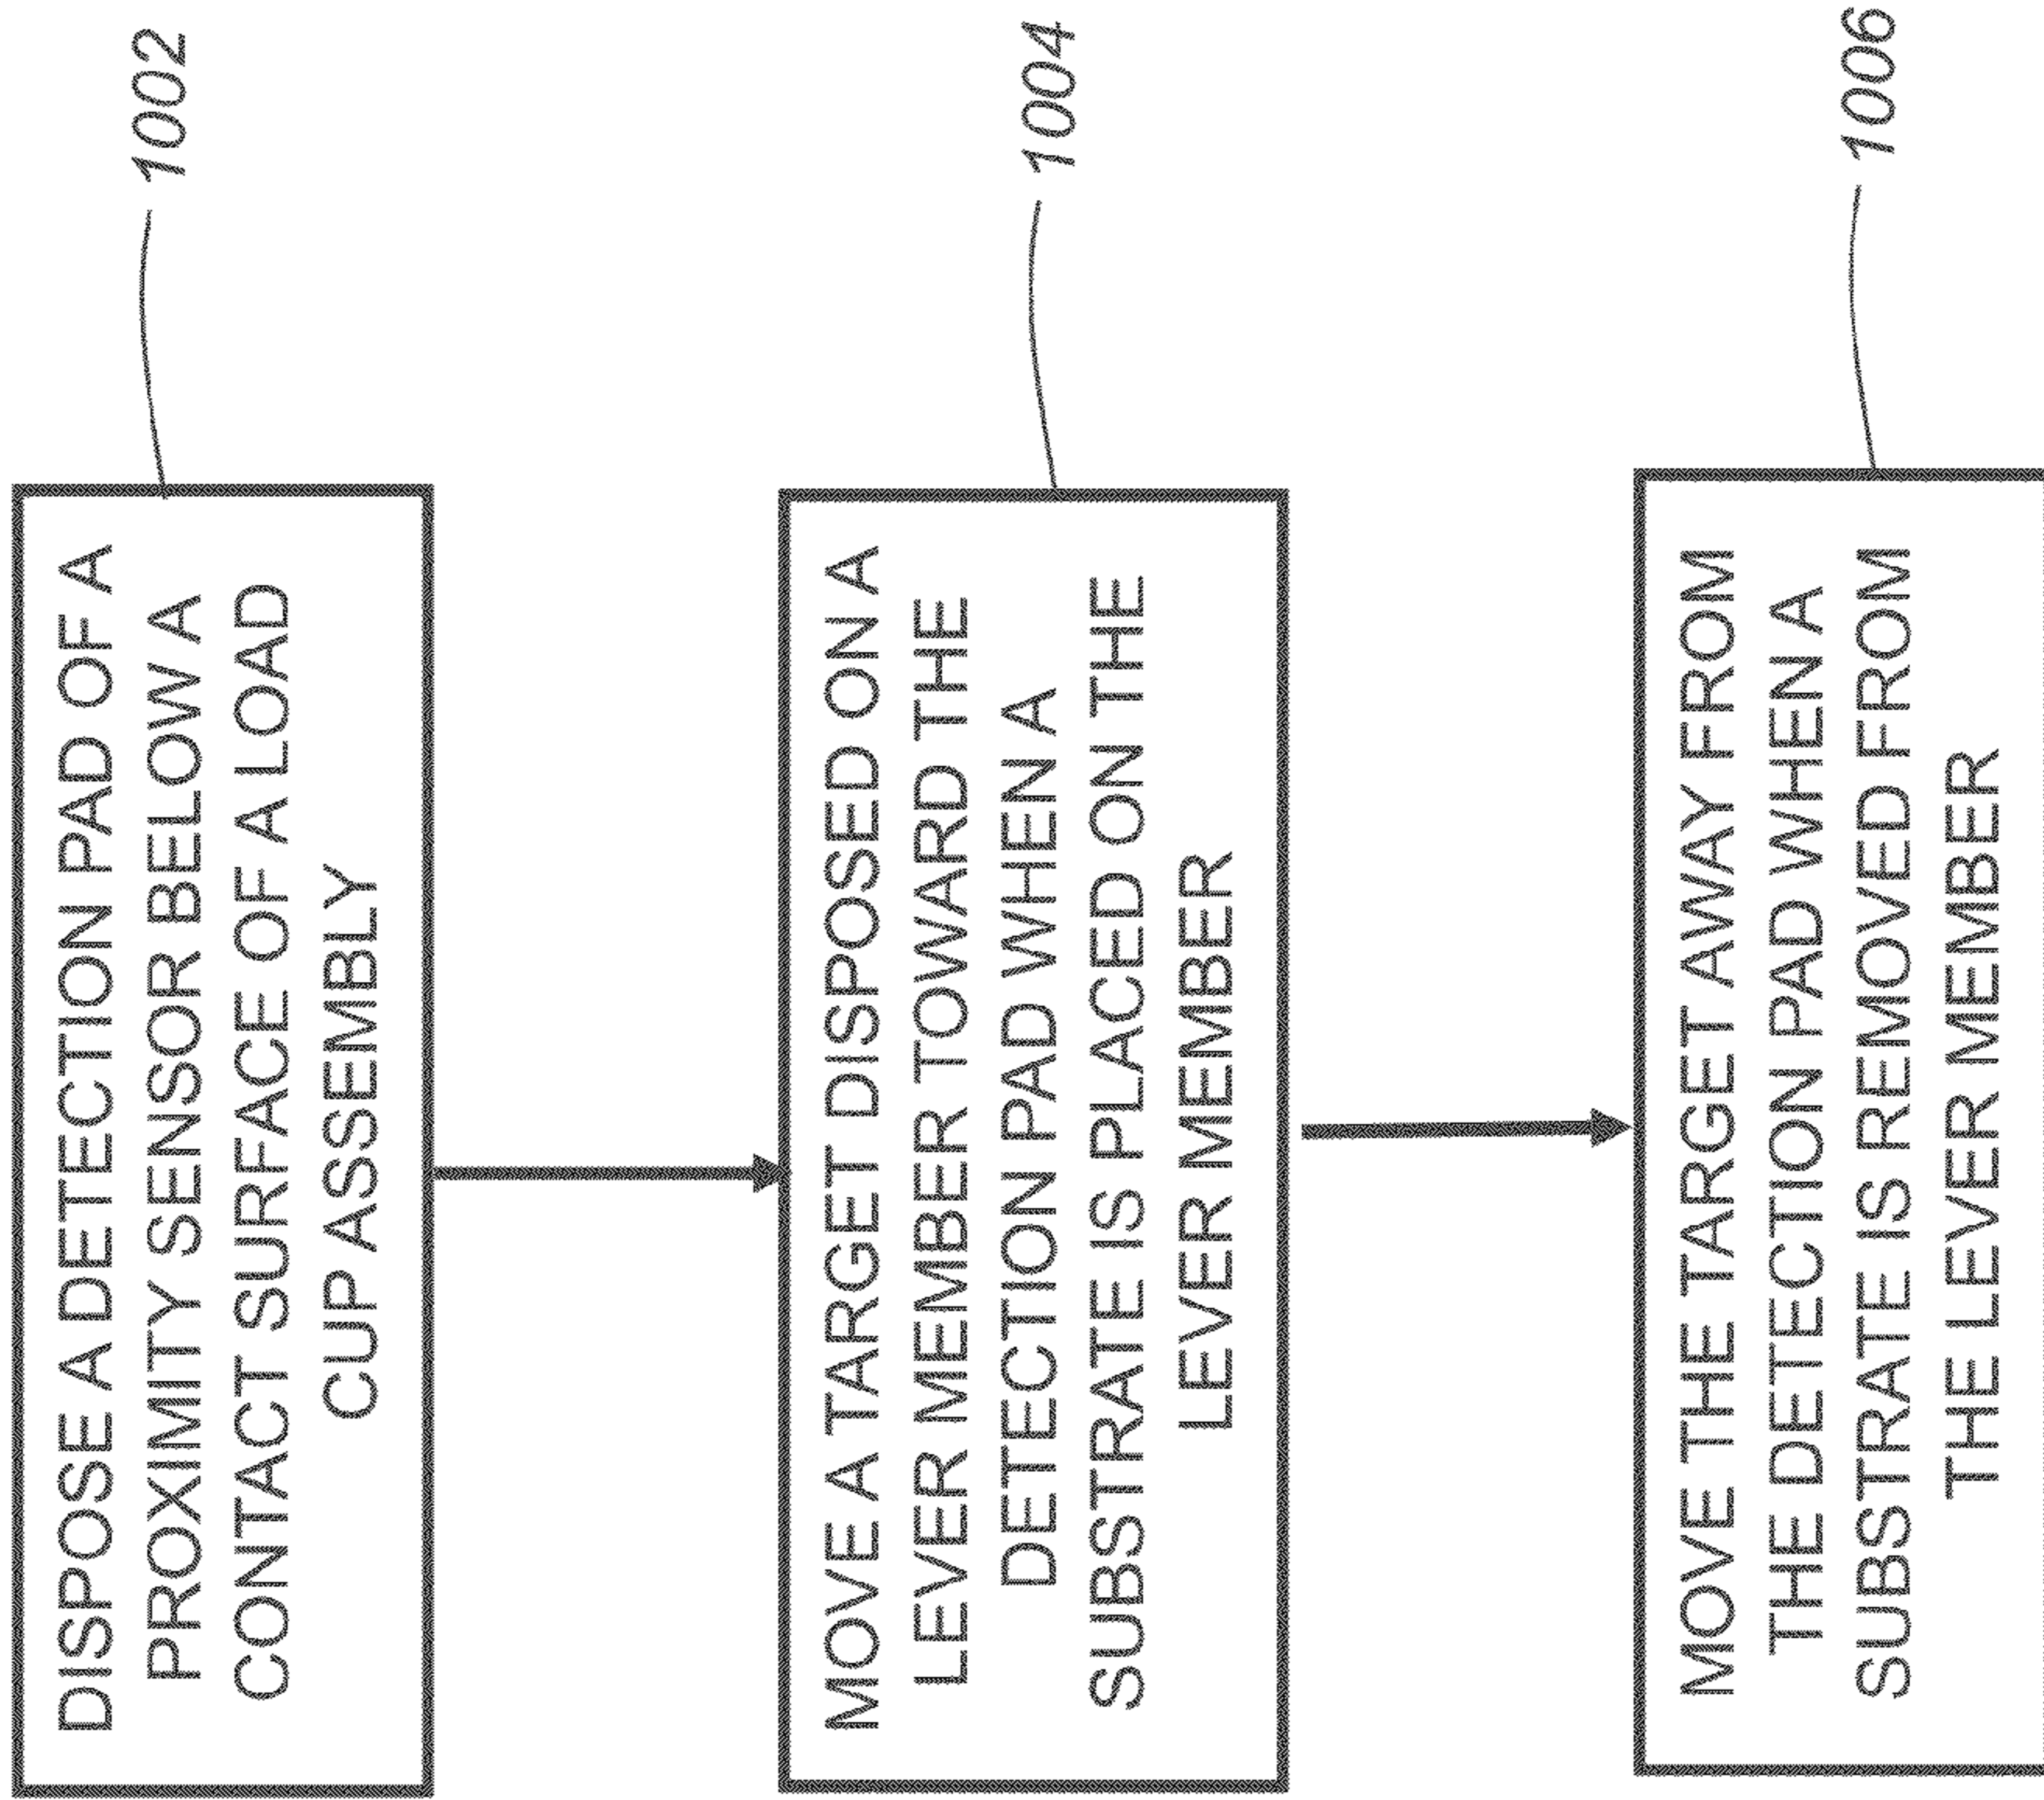 DISPOSE A DETECTION PAD OF A
PROXIMITY SENSOR BELOW A
CONTACT SURFACE OF A LOAD
CUP ASSEMBLY
1002
MOVE A TARGET DISPOSED ON A
LEVER MEMBER TOWARD THE
DETECTION PAD WHEN A
SUBSTRATE IS PLACED ON THE
LEVER MEMBER
1004
MOVE THE TARGET AWAY FROM
THE DETECTION PAD WHEN A
SUBSTRATE IS REMOVED FROM
THE LEVER MEMBER
1006